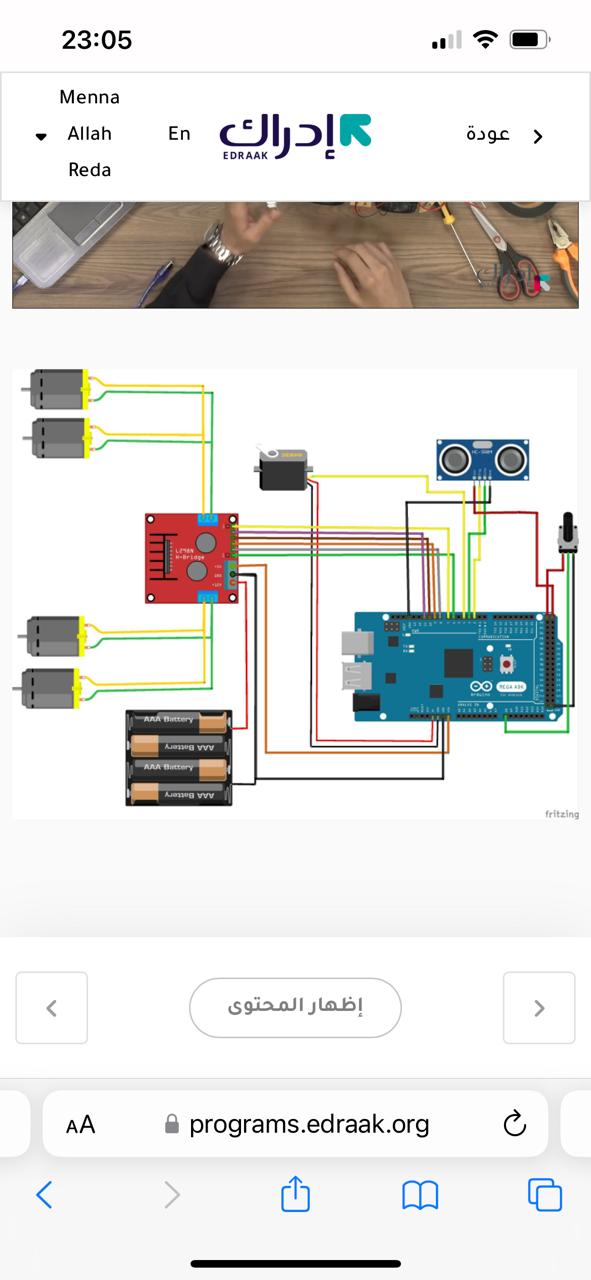 23:05
Menna
Allah
Reda
En
إدراك
EDRAAK
عودة
HC-SR04
L298N
H-Bridge
AAA Battery
AAA Battery
AAA Battery
AAA Battery
MEGA ADK
fritzing
إظهار المحتوى
AA
programs.edraak.org